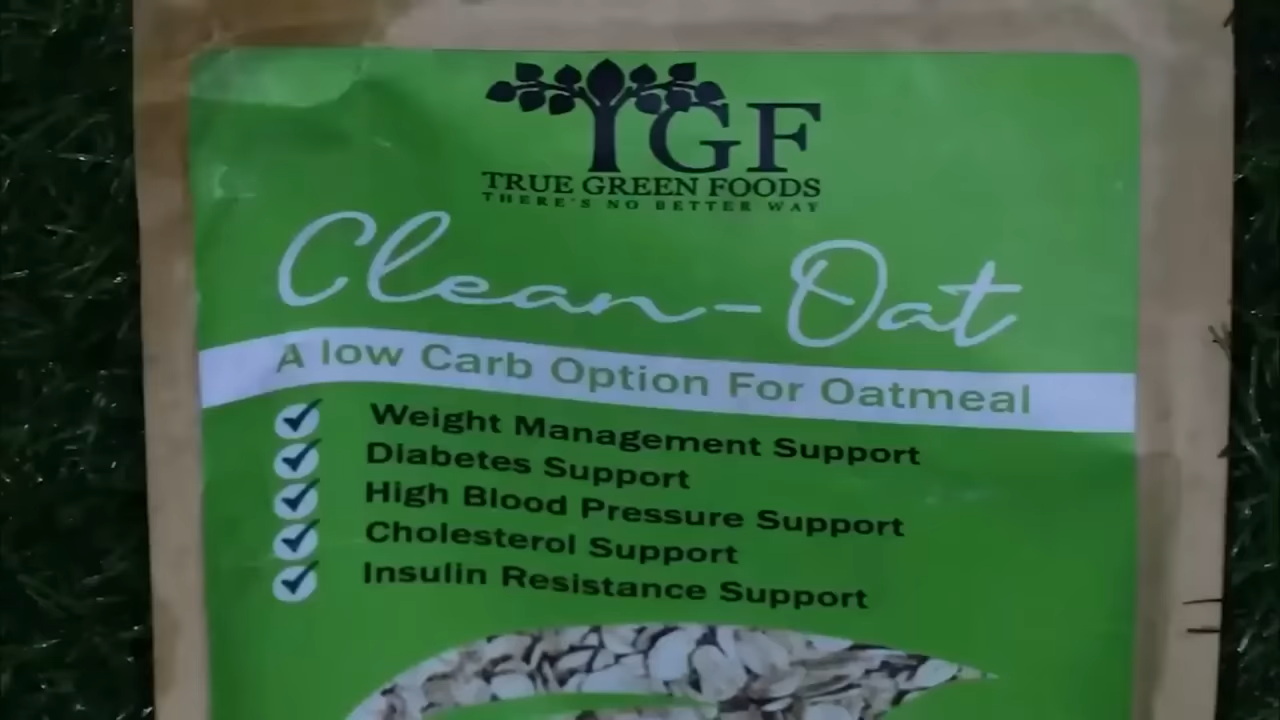 TGF
TRUE GREEN FOODS
THERE'S NO BETTER WAY
Clean-Oat
A low Carb Option For Oatmeal
Weight Management Support
Diabetes Support
High Blood Pressure Support
Cholesterol Support
Insulin Resistance Support